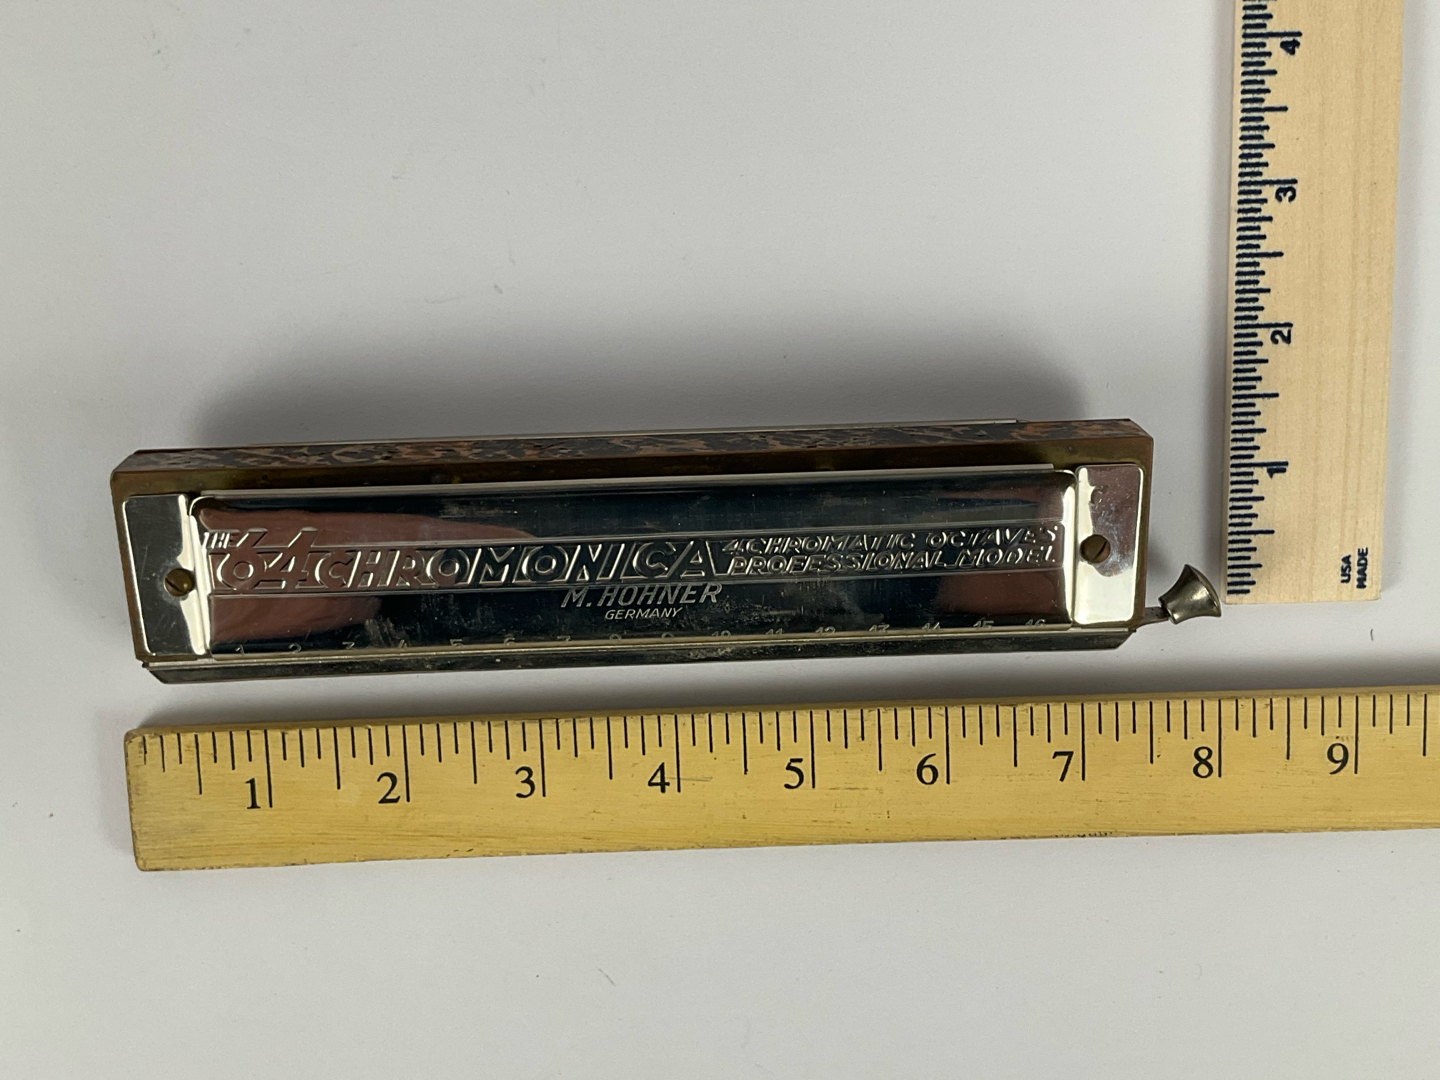 THE 64 CHROMONICA
4 CHROMATIC OCTAVES
PROFESSIONAL MODEL
M. HOHNER
GERMANY
C
1 2 3 4 5 6 7 8 9 10 11 12 13 14 15 16
4
3
2
1
USA
MADE
1 2 3 4 5 6 7 8 9